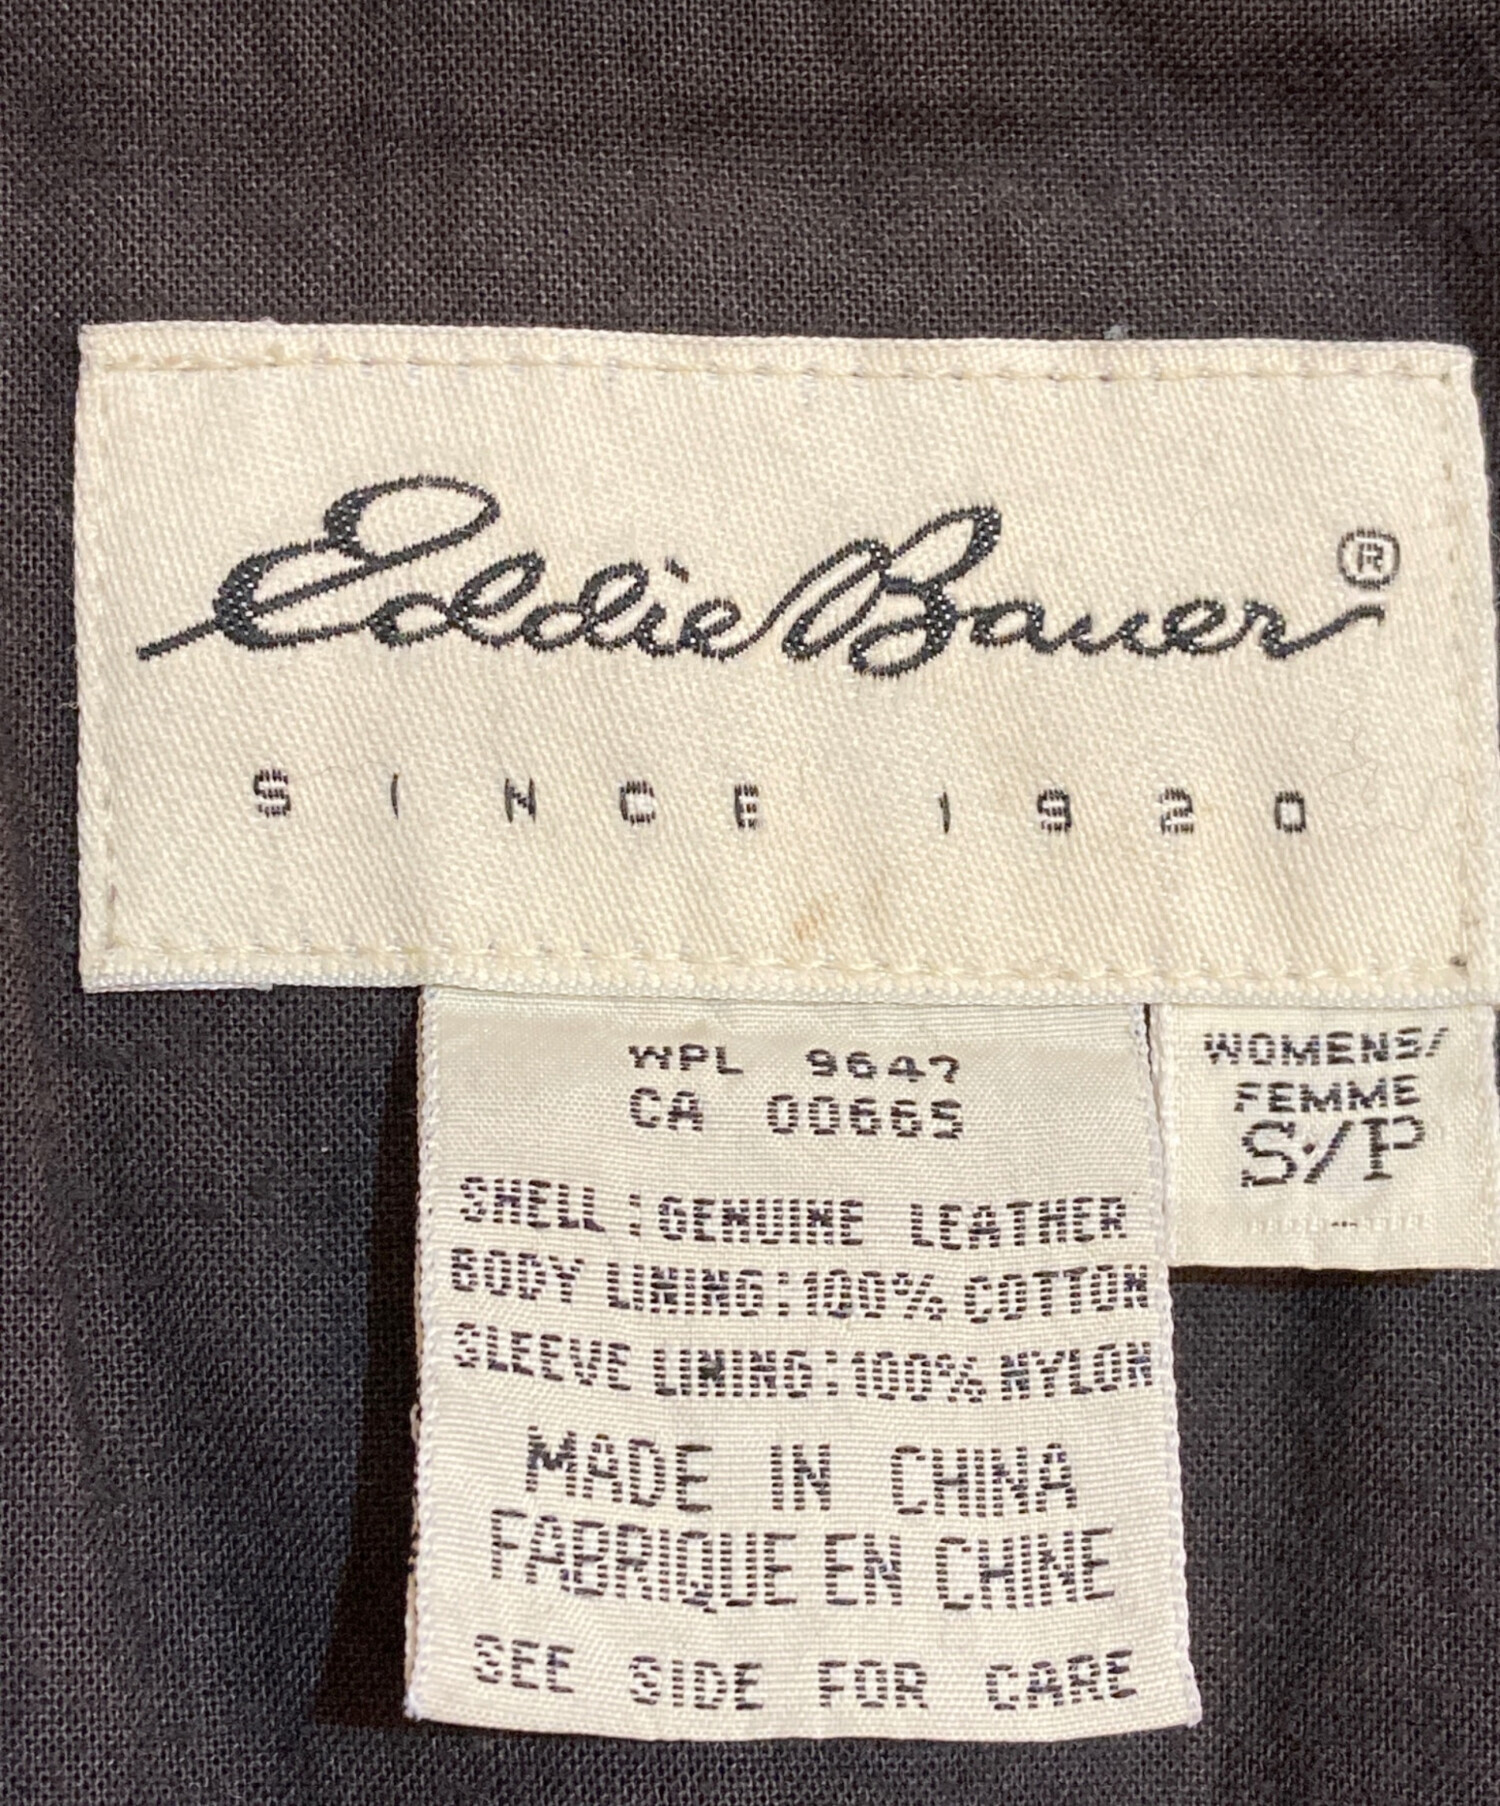 Eddie Bauer®
SINCE 1920
WPL 9647
CA 00665
SHELL:GENUINE LEATHER
BODY LINING:100% COTTON
SLEEVE LINING:100% NYLON
MADE IN CHINA
FABRIQUE EN CHINE
SEE SIDE FOR CARE
WOMENS/
FEMME
S/P